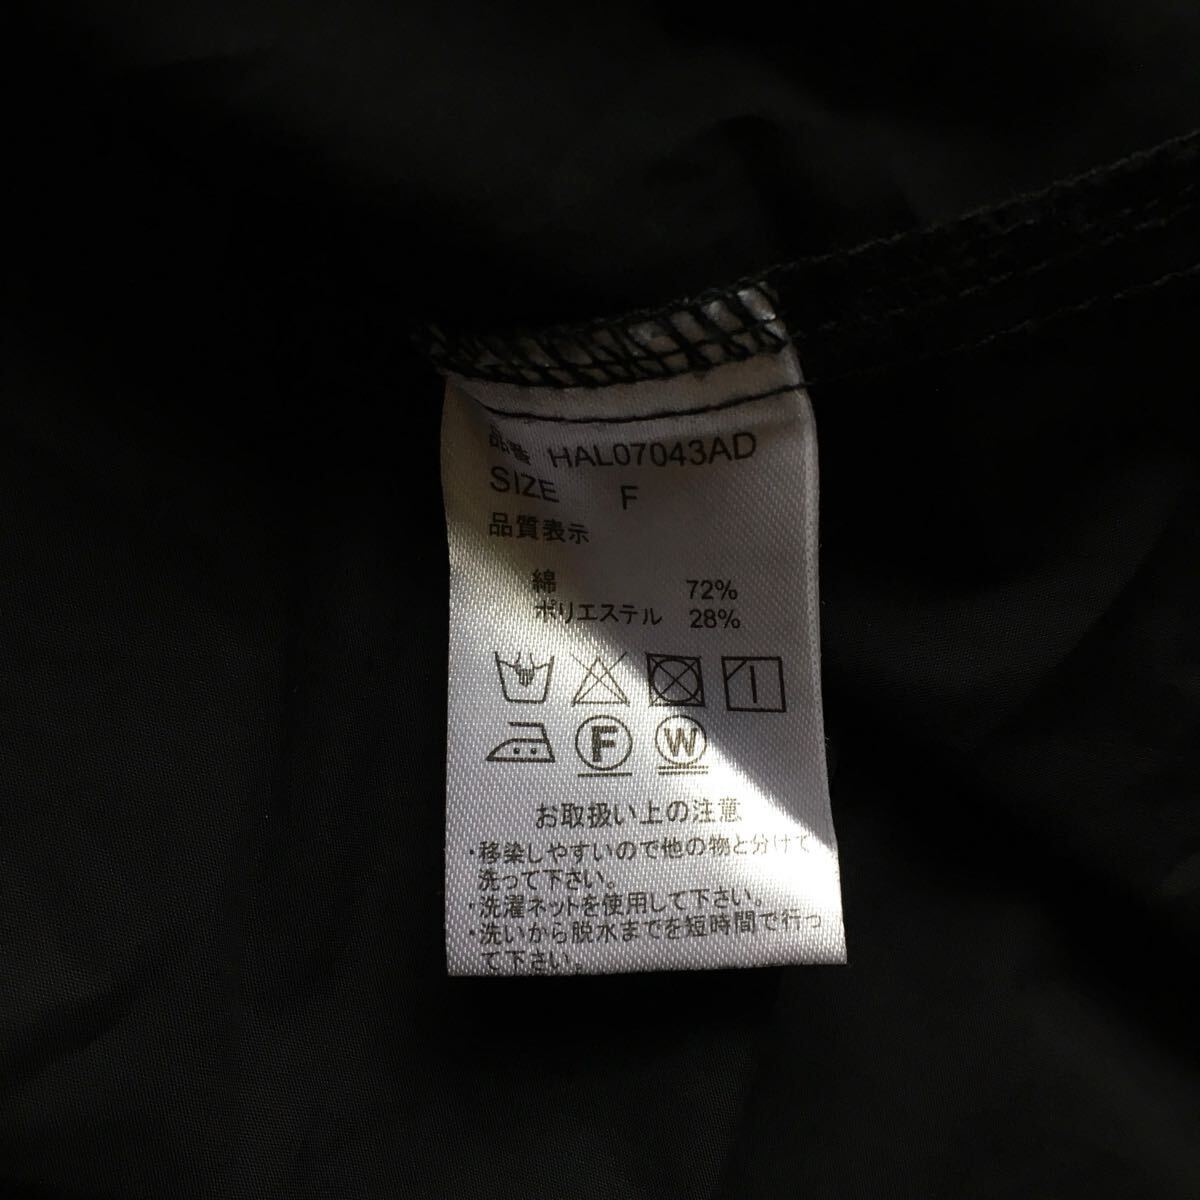 品番 HAL07043AD
SIZE F
品質表示
綿 72%
ポリエステル 28%
F W
お取扱い上の注意
・移染しやすいので他の物と分けて
洗って下さい。
・洗濯ネットを使用して下さい。
・洗いから脱水までを短時間で行っ
て下さい。